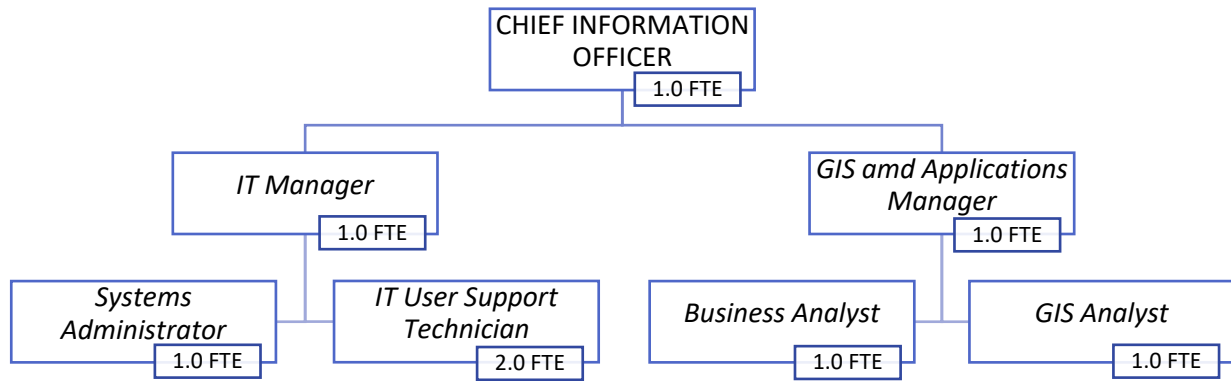 CHIEF INFORMATION
OFFICER
1.0 FTE
IT Manager
1.0 FTE
GIS amd Applications
Manager
1.0 FTE
Systems
Administrator
1.0 FTE
IT User Support
Technician
2.0 FTE
Business Analyst
1.0 FTE
GIS Analyst
1.0 FTE